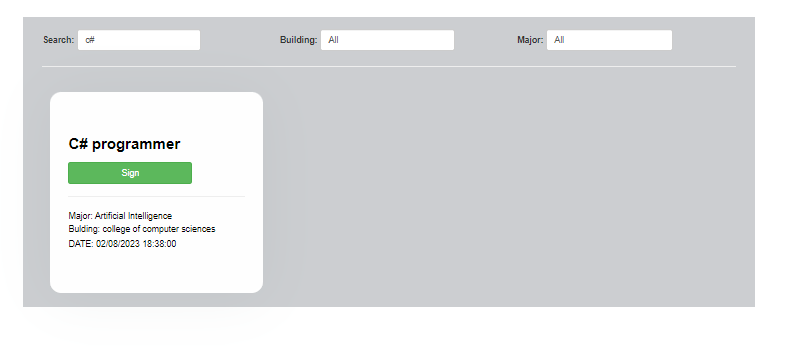 Search: c# Building: All Major: All
C# programmer
Sign
Major: Artificial Intelligence
Bulding: college of computer sciences
DATE: 02/08/2023 18:38:00